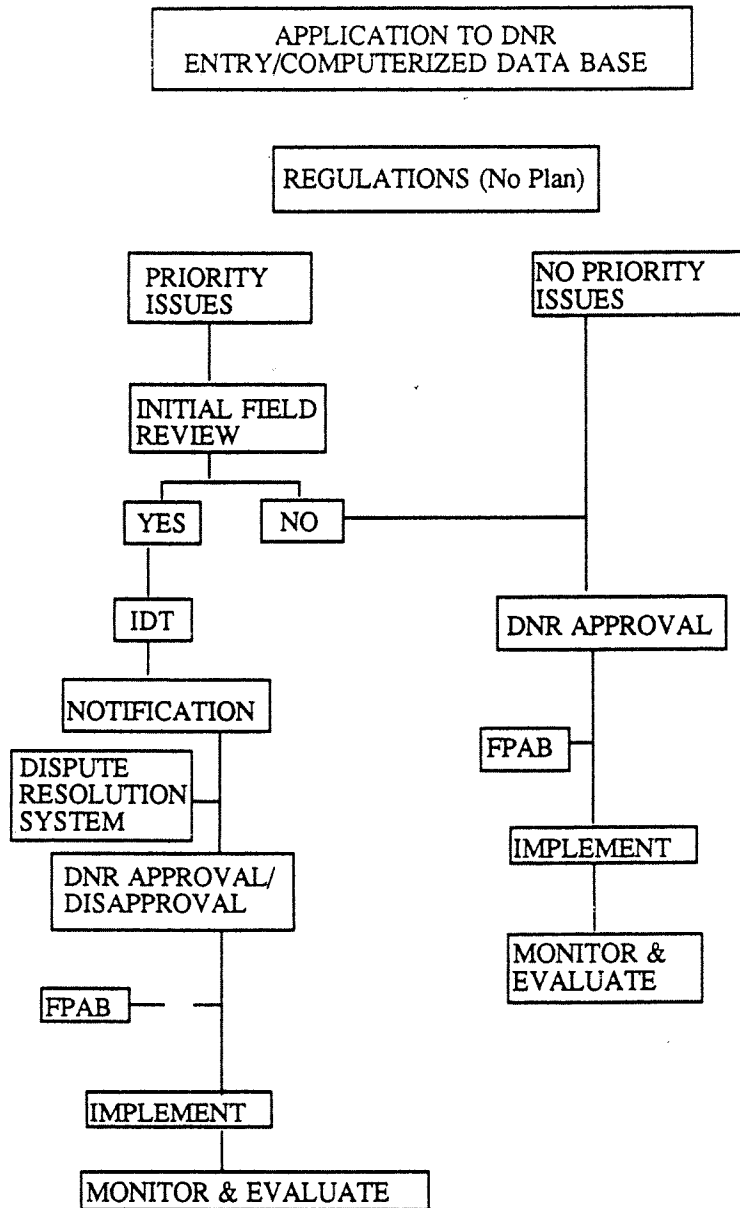 APPLICATION TO DNR
ENTRY/COMPUTERIZED DATA BASE
REGULATIONS (No Plan)
PRIORITY
ISSUES
NO PRIORITY
ISSUES
INITIAL FIELD
REVIEW
YES
NO
IDT
DNR APPROVAL
NOTIFICATION
FPAB
DISPUTE
RESOLUTION
SYSTEM
IMPLEMENT
DNR APPROVAL/
DISAPPROVAL
MONITOR &
EVALUATE
FPAB
IMPLEMENT
MONITOR & EVALUATE